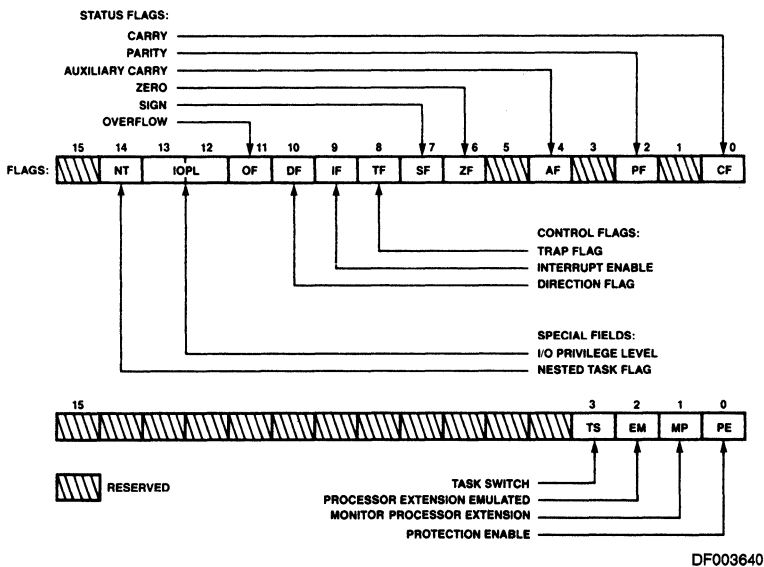 STATUS FLAGS:
CARRY
PARITY
AUXILIARY CARRY
ZERO
SIGN
OVERFLOW
15 14 13 12 11 10 9 8 7 6 5 4 3 2 1 0
FLAGS: NT IOPL OF DF IF TF SF ZF AF PF CF
CONTROL FLAGS:
TRAP FLAG
INTERRUPT ENABLE
DIRECTION FLAG
SPECIAL FIELDS:
I/O PRIVILEGE LEVEL
NESTED TASK FLAG
15 3 2 1 0
TS EM MP PE
RESERVED
TASK SWITCH
PROCESSOR EXTENSION EMULATED
MONITOR PROCESSOR EXTENSION
PROTECTION ENABLE
DF003640